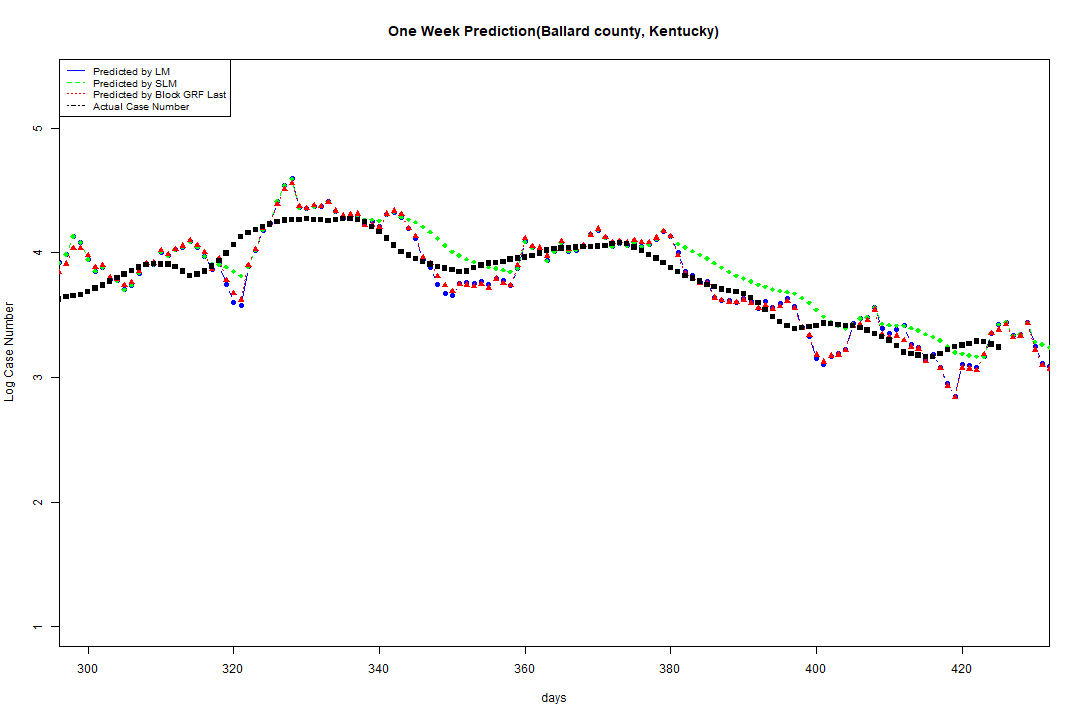 One Week Prediction(Ballard county, Kentucky)
Predicted by LM
Predicted by SLM
Predicted by Block GRF Last
Actual Case Number
5
4
3
2
1
Log Case Number
300 320 340 360 380 400 420
days